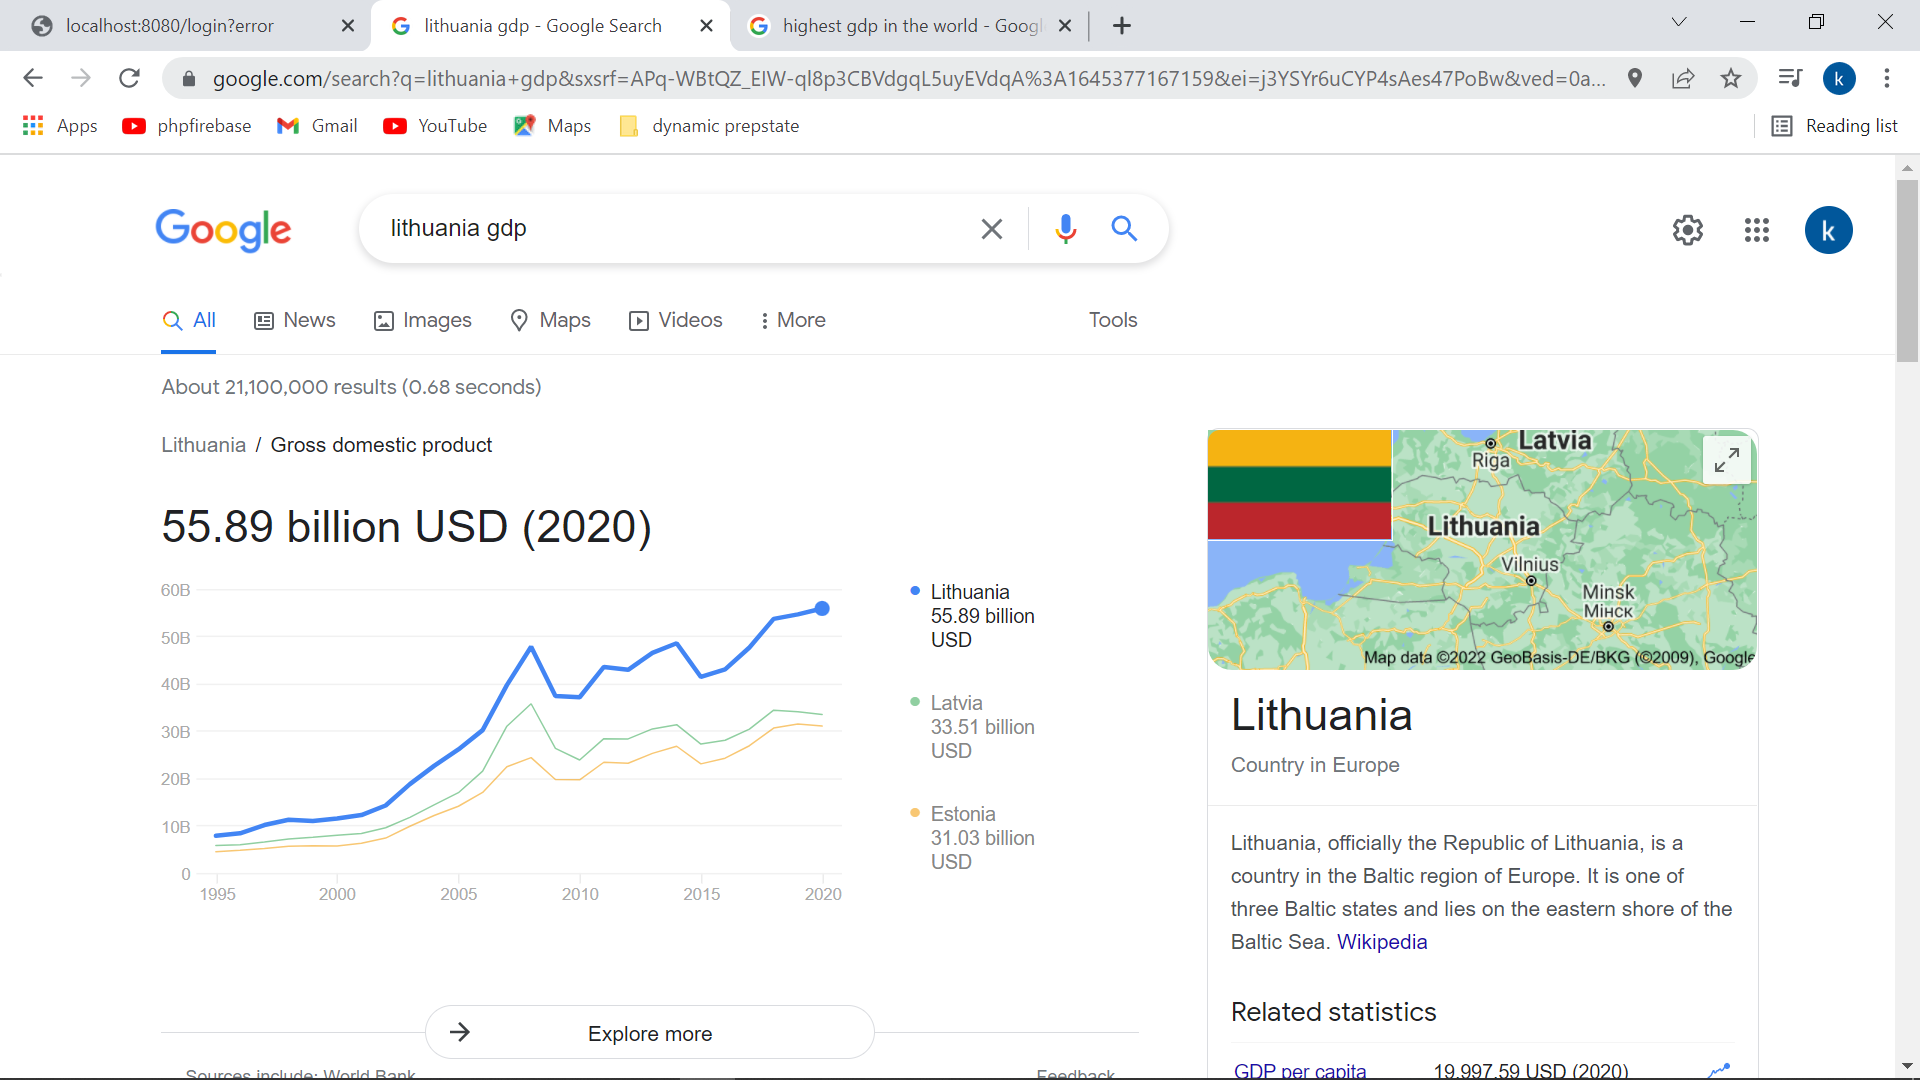 localhost:8080/login?error
lithuania gdp - Google Search
highest gdp in the world - Googl
google.com/search?q=lithuania+gdp&sxsrf=APq-WBtQZ_EIW-ql8p3CBVdgqL5uyEVdqA%3A1645377167159&ei=j3YSYr6uCYP4sAes47PoBw&ved=0a...
k
Apps
phpfirebase
Gmail
YouTube
Maps
dynamic prepstate
Reading list
Google
lithuania gdp
k
All
News
Images
Maps
Videos
More
Tools
About 21,100,000 results (0.68 seconds)
Lithuania / Gross domestic product
55.89 billion USD (2020)
60B
50B
40B
30B
20B
10B
0
1995
2000
2005
2010
2015
2020
Lithuania
55.89 billion
USD
Latvia
33.51 billion
USD
Estonia
31.03 billion
USD
Explore more
Sources include: World Bank
Feedback
Latvia
Riga
Lithuania
Vilnius
Minsk
Мінск
Map data ©2022 GeoBasis-DE/BKG (©2009), Google
Lithuania
Country in Europe
Lithuania, officially the Republic of Lithuania, is a
country in the Baltic region of Europe. It is one of
three Baltic states and lies on the eastern shore of the
Baltic Sea. Wikipedia
Related statistics
GDP per capita
19,997.59 USD (2020)